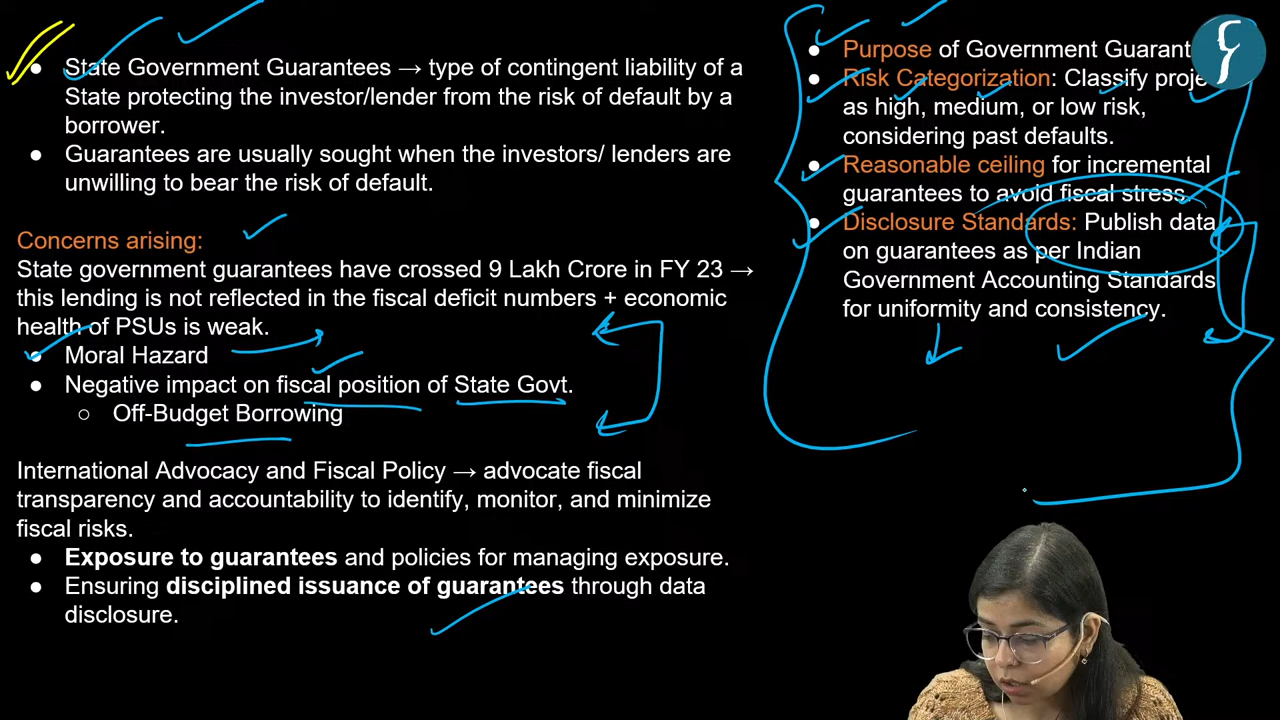 ● State Government Guarantees → type of contingent liability of a
State protecting the investor/lender from the risk of default by a
borrower.
● Guarantees are usually sought when the investors/ lenders are
unwilling to bear the risk of default.
Concerns arising:
State government guarantees have crossed 9 Lakh Crore in FY 23 →
this lending is not reflected in the fiscal deficit numbers + economic
health of PSUs is weak.
● Moral Hazard
● Negative impact on fiscal position of State Govt.
○ Off-Budget Borrowing
International Advocacy and Fiscal Policy → advocate fiscal
transparency and accountability to identify, monitor, and minimize
fiscal risks.
● Exposure to guarantees and policies for managing exposure.
● Ensuring disciplined issuance of guarantees through data
disclosure.
● Purpose of Government
● Risk Categorization: Classify
as high, medium, or low risk,
considering past defaults.
● Reasonable ceiling for incremental
guarantees to avoid fiscal stress.
● Disclosure Standards: Publish data
on guarantees as per Indian
Government Accounting Standards
for uniformity and consistency.